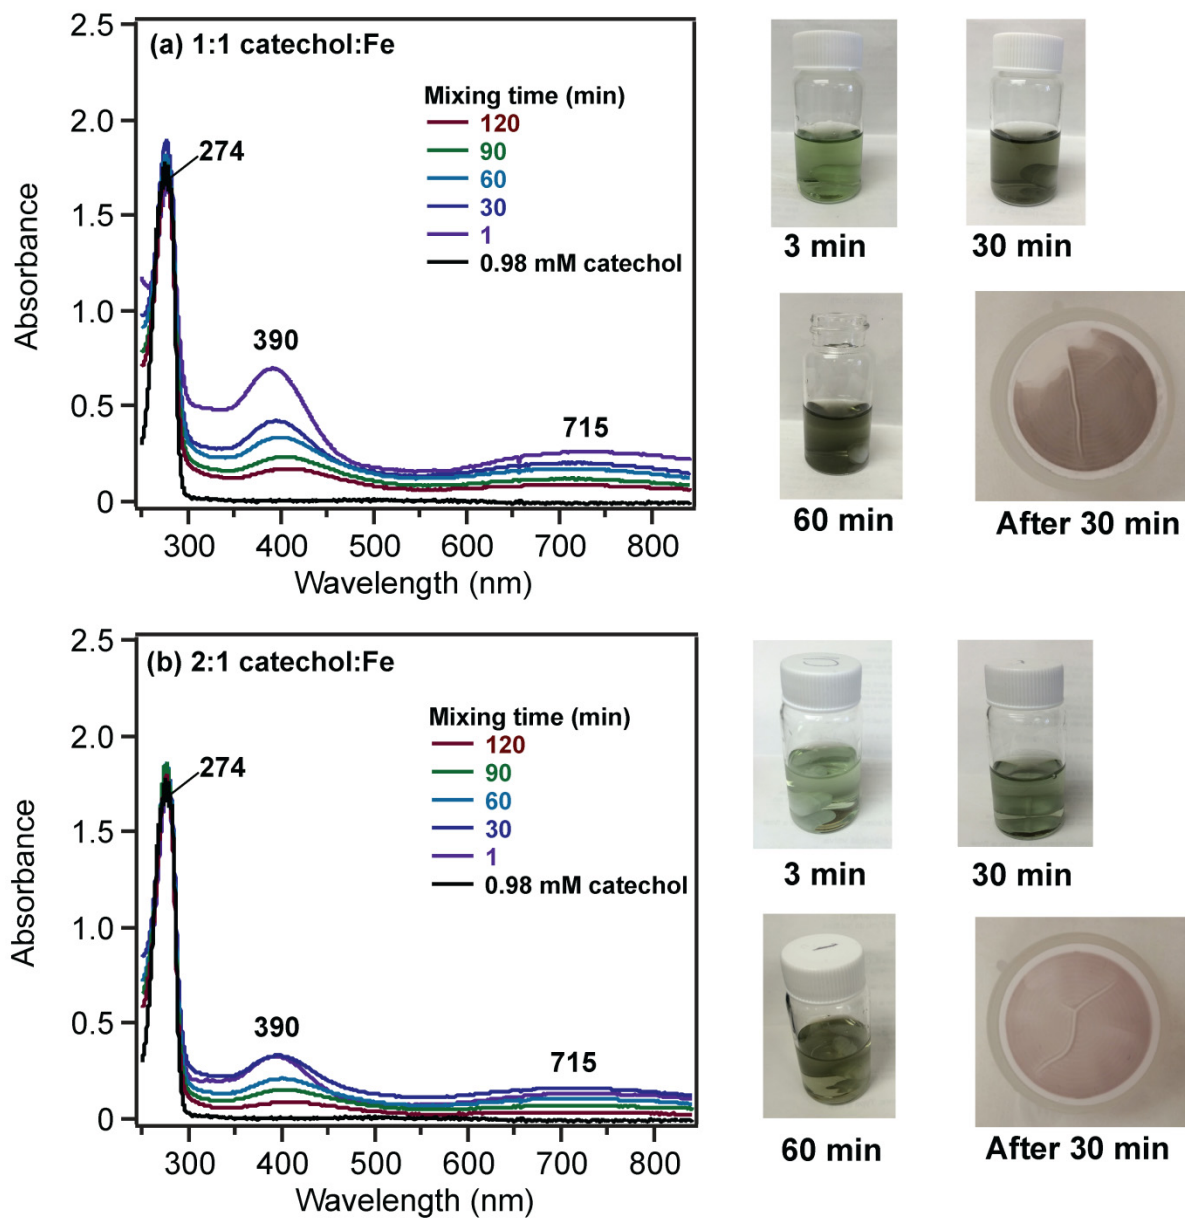 (a) 1:1 catechol:Fe
2.5
2.0
1.5
1.0
0.5
0
Absorbance
274
390
715
Mixing time (min)
120
90
60
30
1
0.98 mM catechol
300 400 500 600 700 800
Wavelength (nm)
3 min
30 min
60 min
After 30 min
(b) 2:1 catechol:Fe
2.5
2.0
1.5
1.0
0.5
0
Absorbance
274
390
715
Mixing time (min)
120
90
60
30
1
0.98 mM catechol
300 400 500 600 700 800
Wavelength (nm)
3 min
30 min
60 min
After 30 min